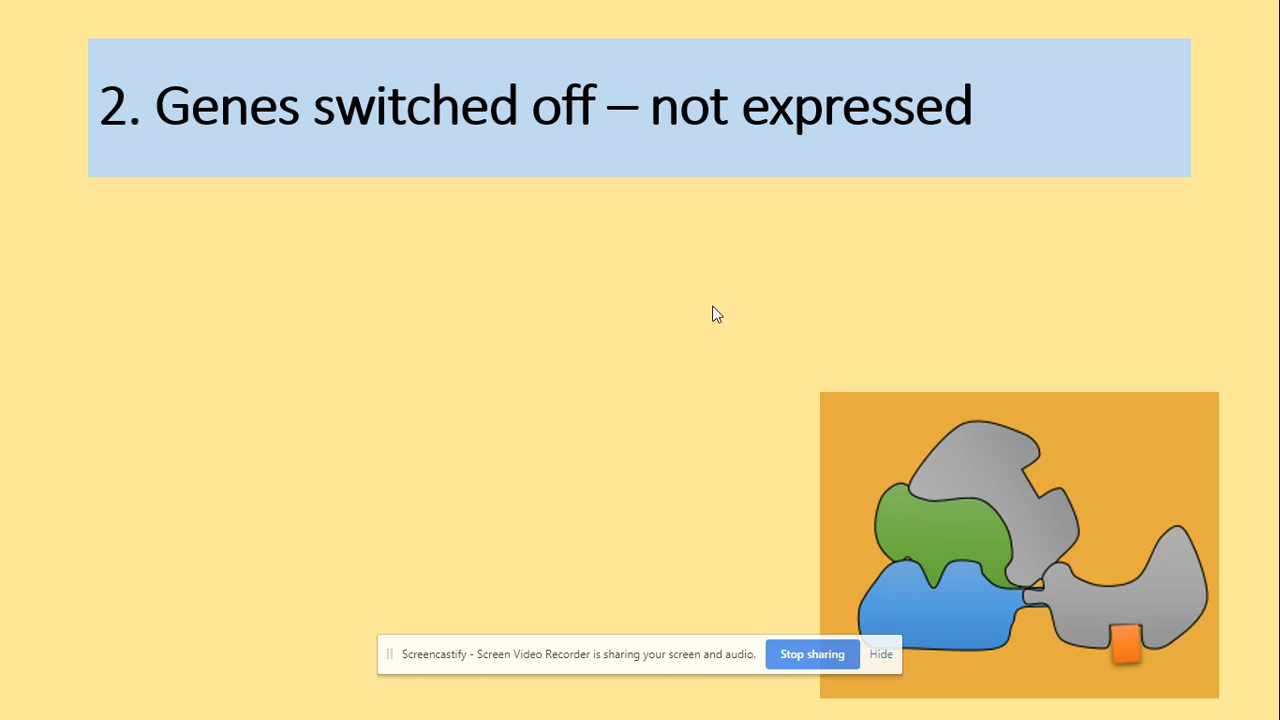 2. Genes switched off – not expressed
Screencastify - Screen Video Recorder is sharing your screen and audio. Stop sharing Hide